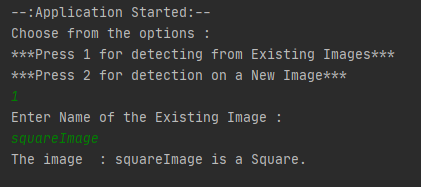 --:Application Started:--
Choose from the options :
***Press 1 for detecting from Existing Images***
***Press 2 for detection on a New Image***
1
Enter Name of the Existing Image :
squareImage
The image  : squareImage is a Square.